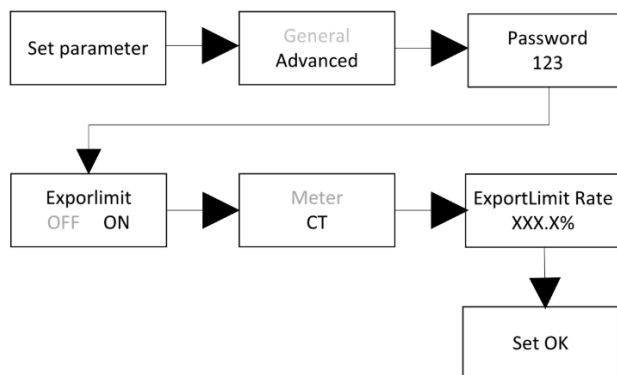 Set parameter
General
Advanced
Password
123
Exporlimit
OFF ON
Meter
CT
ExportLimit Rate
XXX.X%
Set OK